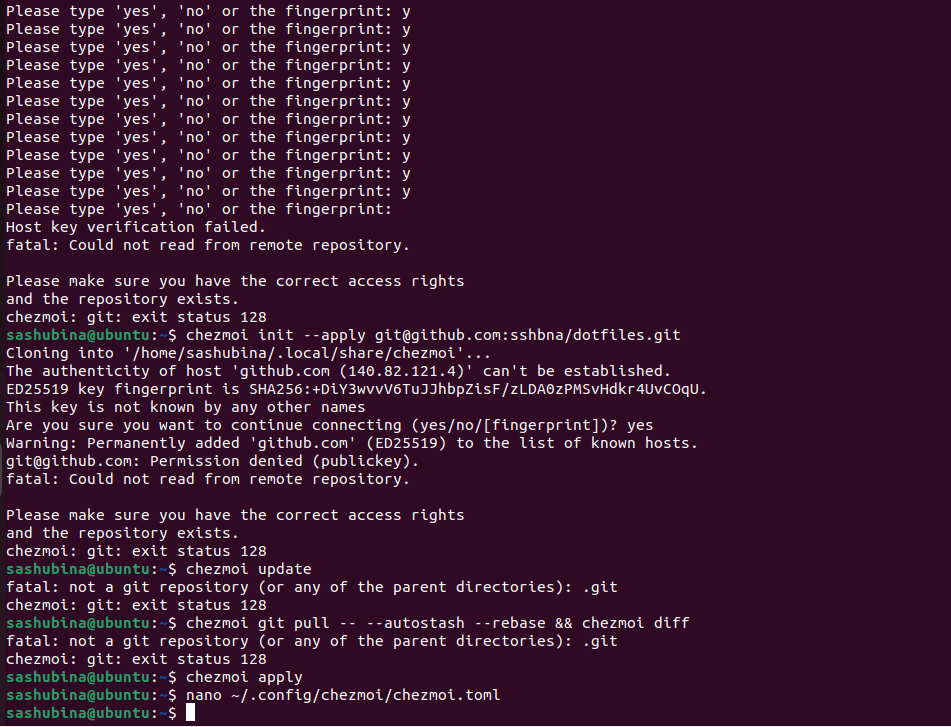 Please type 'yes', 'no' or the fingerprint: y
Please type 'yes', 'no' or the fingerprint: y
Please type 'yes', 'no' or the fingerprint: y
Please type 'yes', 'no' or the fingerprint: y
Please type 'yes', 'no' or the fingerprint: y
Please type 'yes', 'no' or the fingerprint: y
Please type 'yes', 'no' or the fingerprint: y
Please type 'yes', 'no' or the fingerprint: y
Please type 'yes', 'no' or the fingerprint: y
Please type 'yes', 'no' or the fingerprint: y
Please type 'yes', 'no' or the fingerprint: y
Please type 'yes', 'no' or the fingerprint:
Host key verification failed.
fatal: Could not read from remote repository.

Please make sure you have the correct access rights
and the repository exists.
chezmoi: git: exit status 128
sashubina@ubuntu:~$ chezmoi init --apply git@github.com:sshbna/dotfiles.git
Cloning into '/home/sashubina/.local/share/chezmoi'...
The authenticity of host 'github.com (140.82.121.4)' can't be established.
ED25519 key fingerprint is SHA256:+DiY3wvvV6TuJJhbpZisF/zLDA0zPMSvHdkr4UvCOqU.
This key is not known by any other names
Are you sure you want to continue connecting (yes/no/[fingerprint])? yes
Warning: Permanently added 'github.com' (ED25519) to the list of known hosts.
git@github.com: Permission denied (publickey).
fatal: Could not read from remote repository.

Please make sure you have the correct access rights
and the repository exists.
chezmoi: git: exit status 128
sashubina@ubuntu:~$ chezmoi update
fatal: not a git repository (or any of the parent directories): .git
chezmoi: git: exit status 128
sashubina@ubuntu:~$ chezmoi git pull -- --autostash --rebase && chezmoi diff
fatal: not a git repository (or any of the parent directories): .git
chezmoi: git: exit status 128
sashubina@ubuntu:~$ chezmoi apply
sashubina@ubuntu:~$ nano ~/.config/chezmoi/chezmoi.toml
sashubina@ubuntu:~$